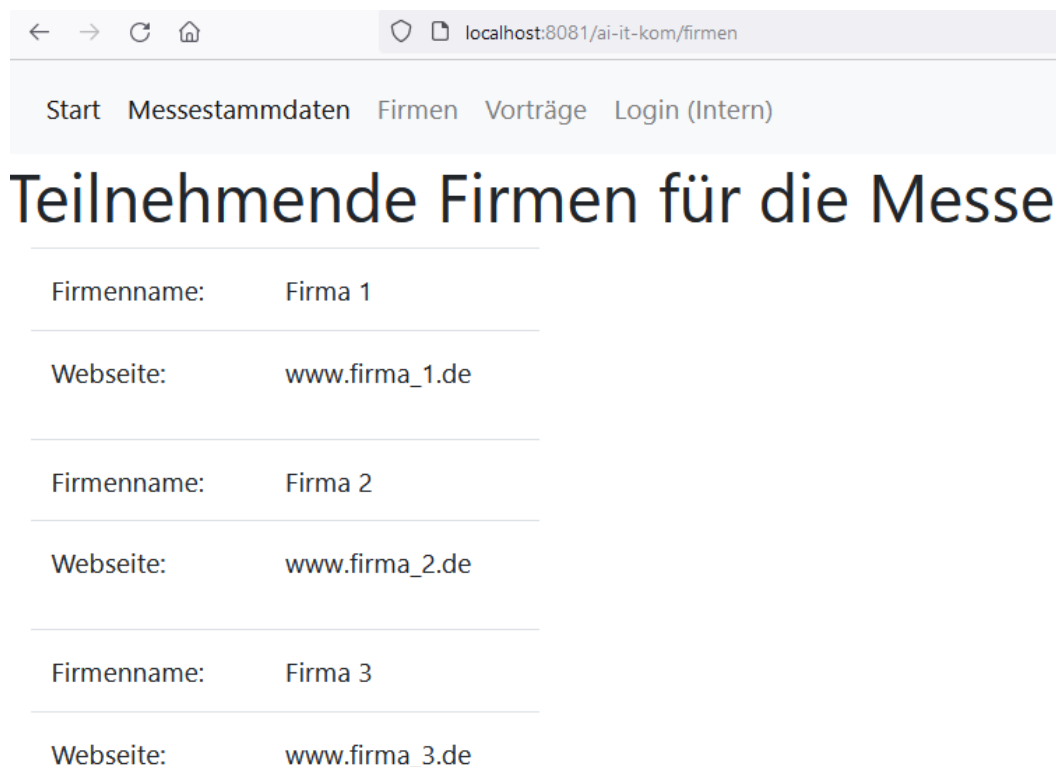 localhost:8081/ai-it-kom/firmen
Start Messestammdaten Firmen Vorträge Login (Intern)
Teilnehmende Firmen für die Messe
Firmenname: Firma 1
Webseite: www.firma_1.de
Firmenname: Firma 2
Webseite: www.firma_2.de
Firmenname: Firma 3
Webseite: www.firma_3.de